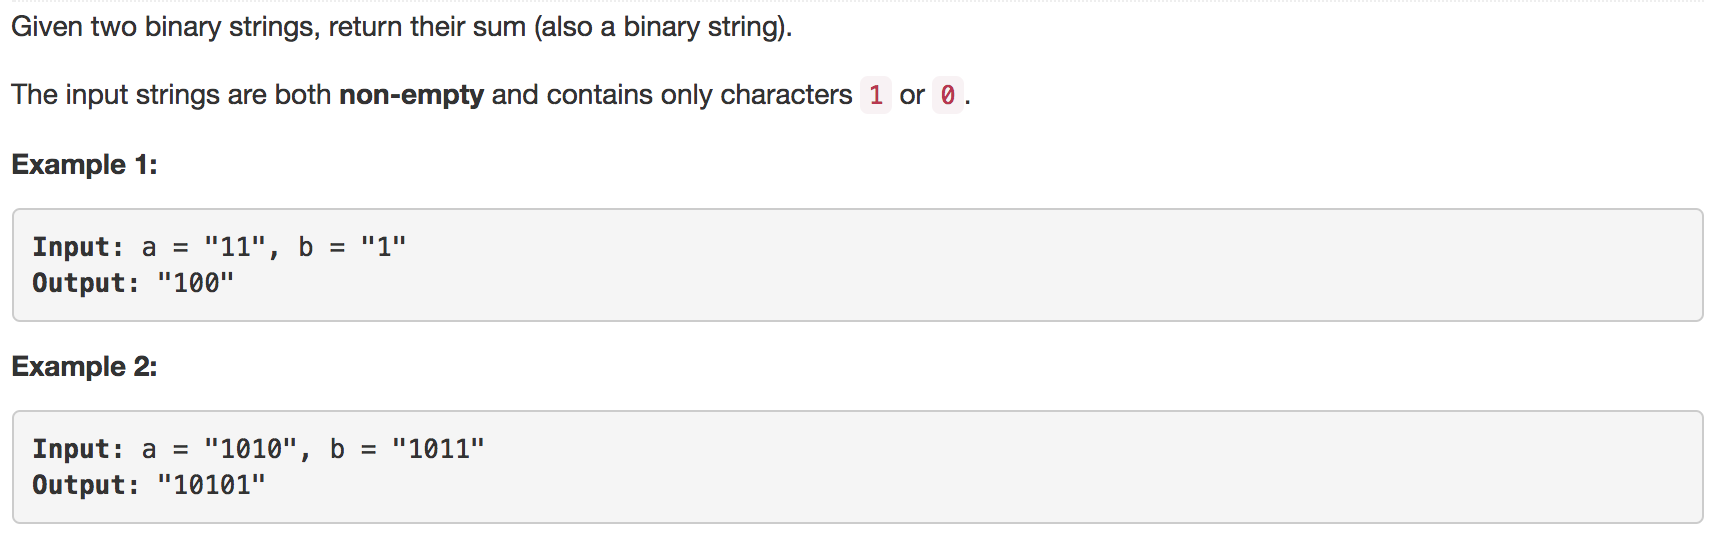 Given two binary strings, return their sum (also a binary string).
The input strings are both non-empty and contains only characters 1 or 0.
Example 1:
Input: a = "11", b = "1"
Output: "100"
Example 2:
Input: a = "1010", b = "1011"
Output: "10101"